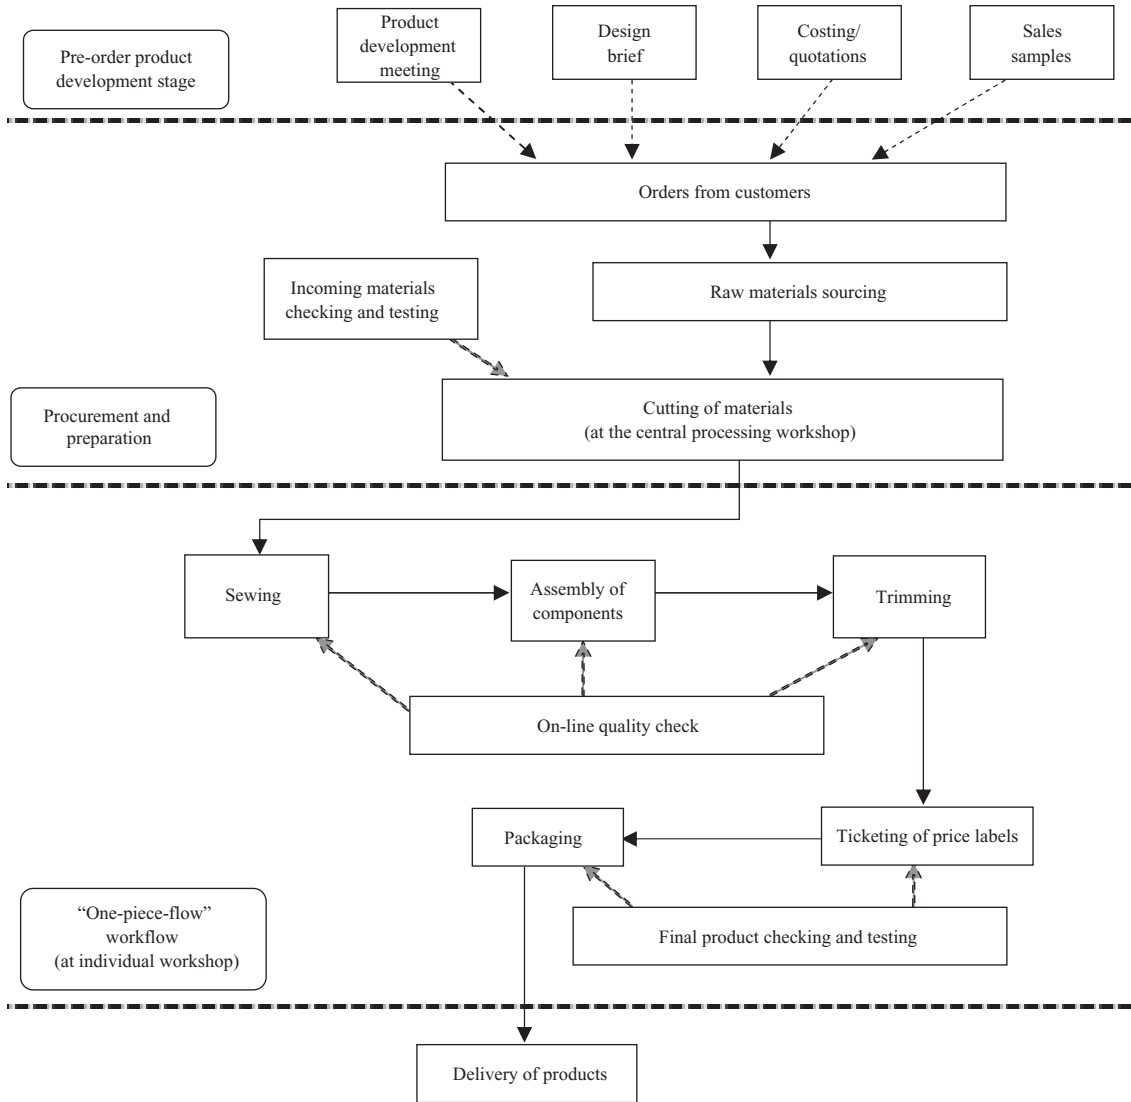 Pre-order product
development stage
Product
development
meeting
Design
brief
Costing/
quotations
Sales
samples
Orders from customers
Incoming materials
checking and testing
Raw materials sourcing
Procurement and
preparation
Cutting of materials
(at the central processing workshop)
Sewing
Assembly of
components
Trimming
On-line quality check
Packaging
Ticketing of price labels
“One-piece-flow”
workflow
(at individual workshop)
Final product checking and testing
Delivery of products